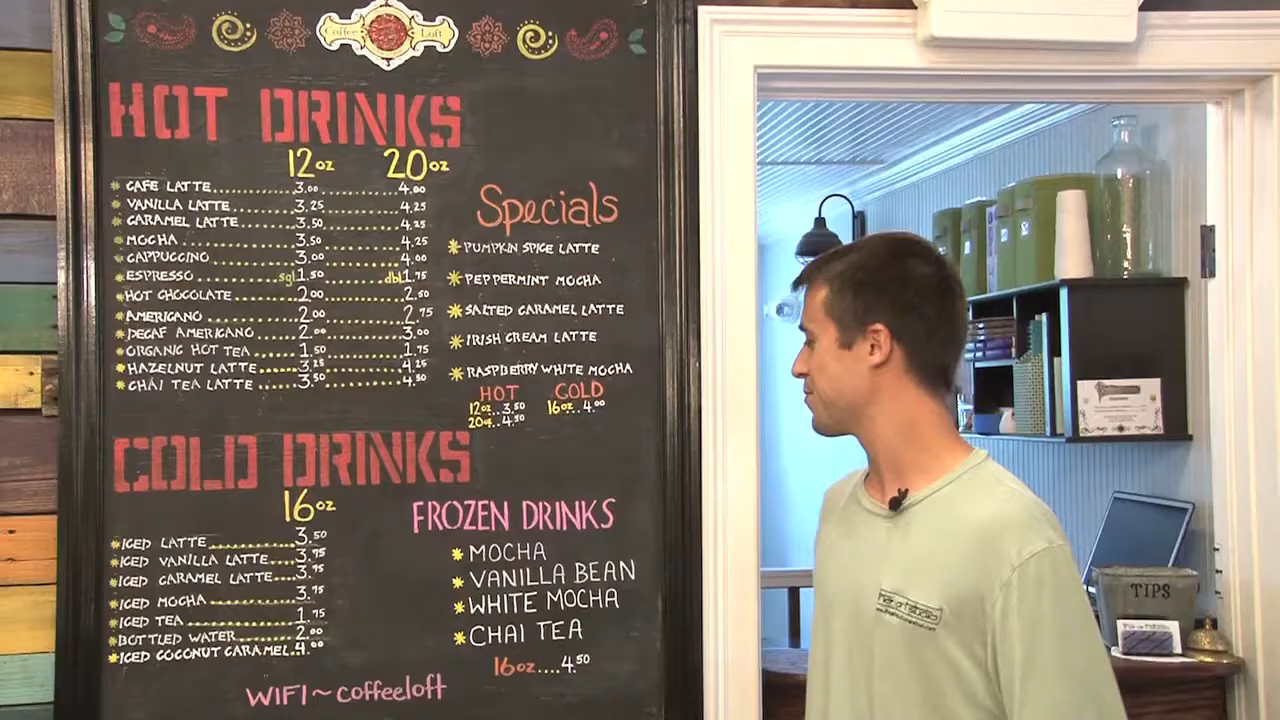 Coffee Loft
HOT DRINKS
12oz 20oz
CAFE LATTE 3.00 4.00
VANILLA LATTE 3.25 4.25
CARAMEL LATTE 3.50 4.25
MOCHA 3.50 4.25
CAPPUCCINO 3.00 4.00
ESPRESSO sgl 1.50 dbl 1.75
HOT CHOCOLATE 2.00 2.50
AMERICANO 2.00 2.75
DECAF AMERICANO 2.00 3.00
ORGANIC HOT TEA 1.50 1.75
HAZELNUT LATTE 3.25 4.25
CHAI TEA LATTE 3.50 4.50
Specials
PUMPKIN SPICE LATTE
PEPPERMINT MOCHA
SALTED CARAMEL LATTE
IRISH CREAM LATTE
RASPBERRY WHITE MOCHA
HOT COLD
12oz..3.50 16oz..4.00
20oz..4.50
COLD DRINKS
16oz
ICED LATTE 3.50
ICED VANILLA LATTE 3.75
ICED CARAMEL LATTE 3.75
ICED MOCHA 3.75
ICED TEA 1.75
BOTTLED WATER 2.00
ICED COCONUT CARAMEL 4.00
FROZEN DRINKS
MOCHA
VANILLA BEAN
WHITE MOCHA
CHAI TEA
16oz....4.50
WIFI~coffeeloft
TIPS